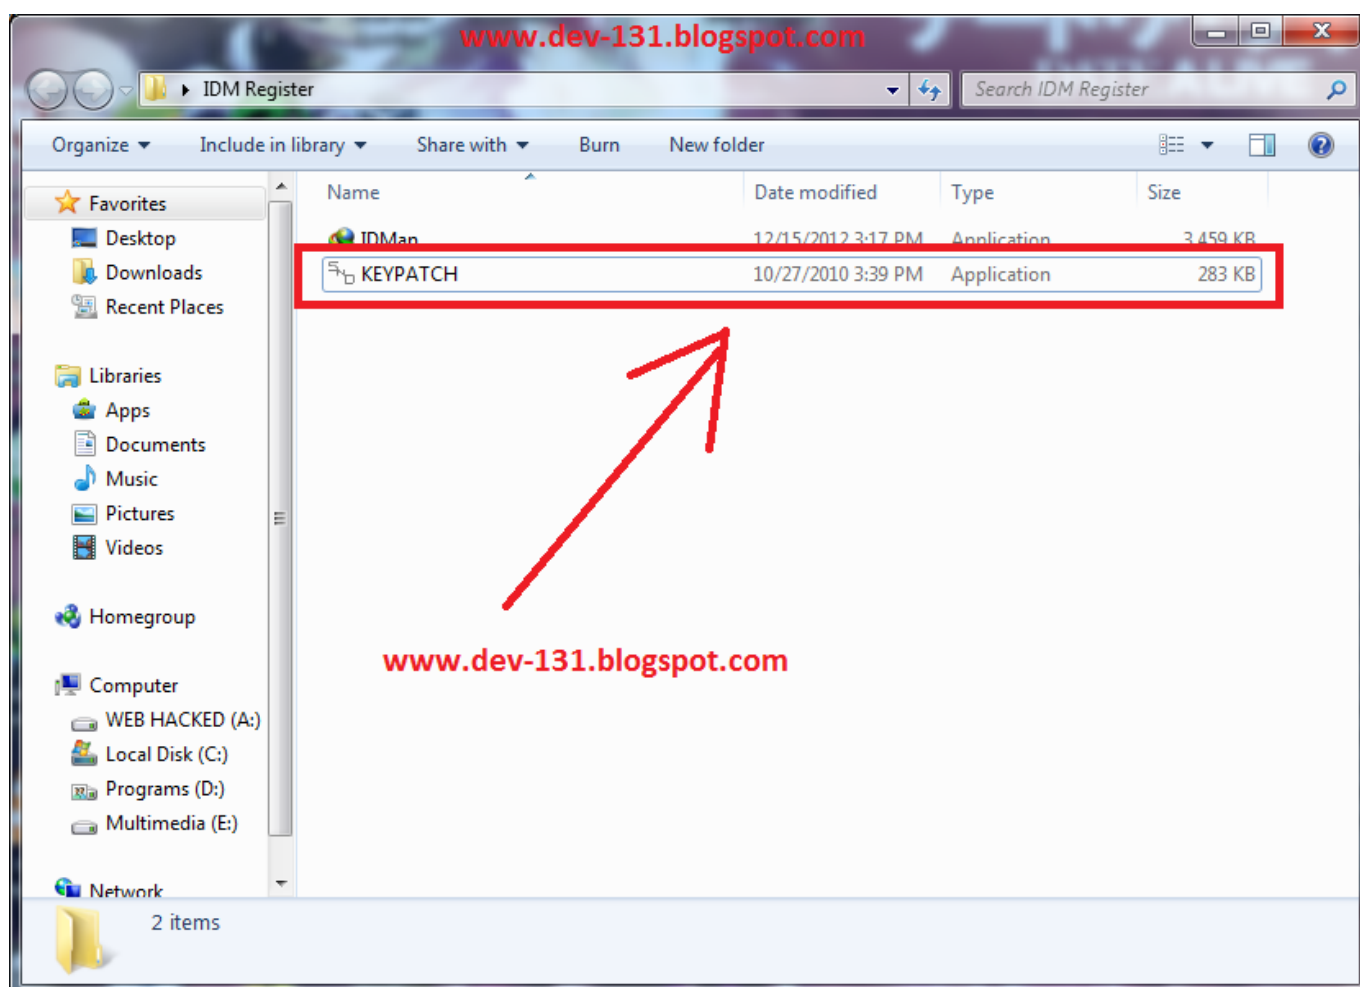 www.dev-131.blogspot.com
IDM Register
Search IDM Register
Organize Include in library Share with Burn New folder
Name Date modified Type Size
Favorites
Desktop
Downloads
Recent Places
Libraries
Apps
Documents
Music
Pictures
Videos
Homegroup
Computer
WEB HACKED (A:)
Local Disk (C:)
Programs (D:)
Multimedia (E:)
Network
IDMan 12/15/2012 3:17 PM Application 3,459 KB
KEYPATCH 10/27/2010 3:39 PM Application 283 KB
www.dev-131.blogspot.com
2 items